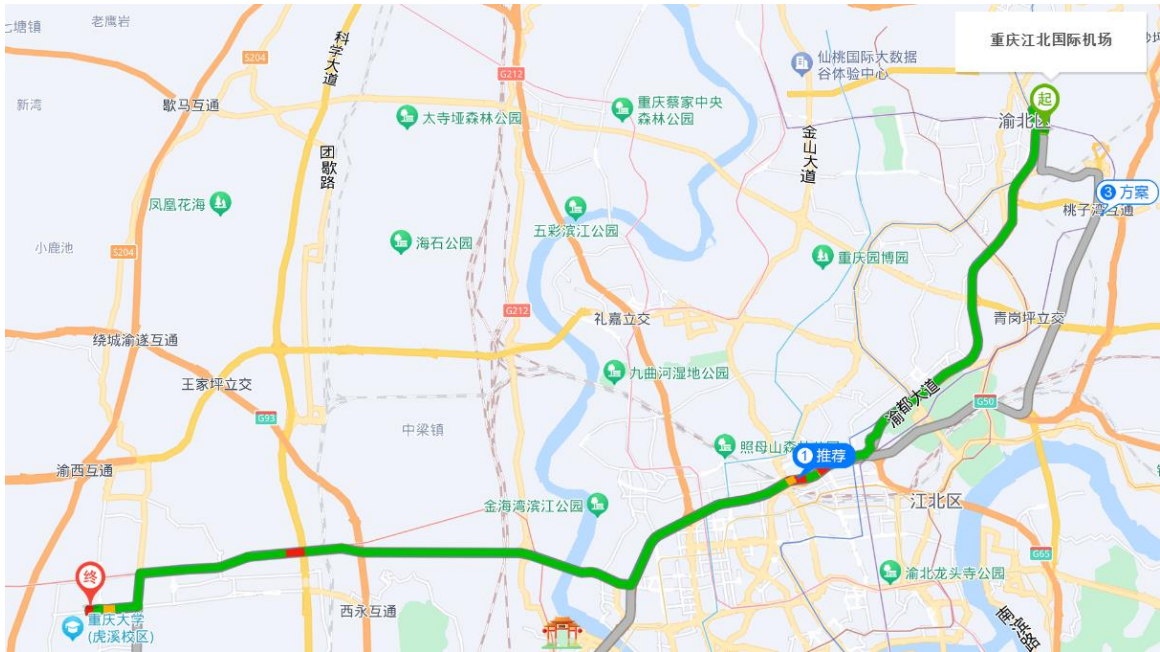 七塘镇
老鹰岩
科学大道
S204
G212
仙桃国际大数据
谷体验中心
重庆江北国际机场
新湾
歇马互通
太寺垭森林公园
重庆蔡家中央
森林公园
金山大道
起
渝北区
团歇路
凤凰花海
3 方案
桃子湾互通
小鹿池
S204
海石公园
五彩滨江公园
重庆园博园
绕城渝遂互通
G212
礼嘉立交
青岗坪立交
王家坪立交
九曲河湿地公园
渝都大道
G50
G93
中梁镇
照母山森林公园
1 推荐
渝西互通
金海湾滨江公园
江北区
G65
终
渝北龙头寺公园
重庆大学
(虎溪校区)
西永互通
南滨路